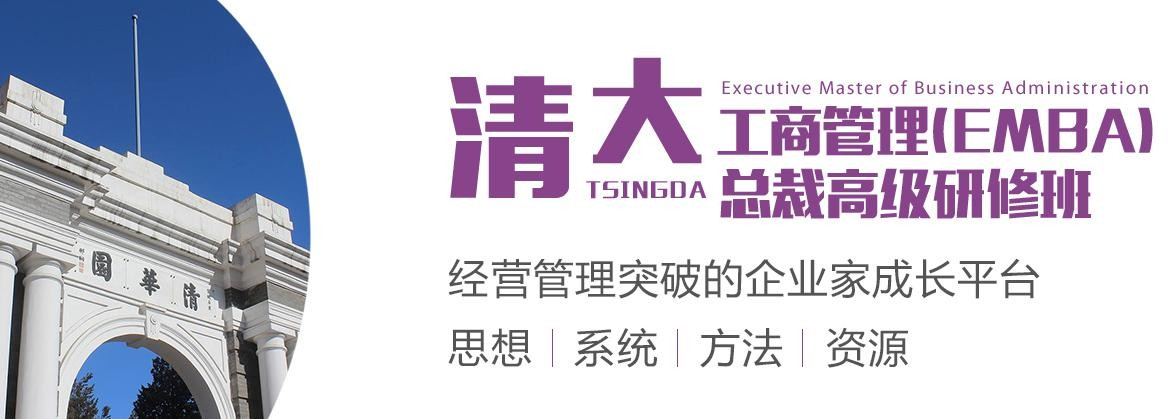 清大
TSINGDA
Executive Master of Business Administration
工商管理(EMBA)
总裁高级研修班
经营管理突破的企业家成长平台
思想｜系统｜方法｜资源
園華清